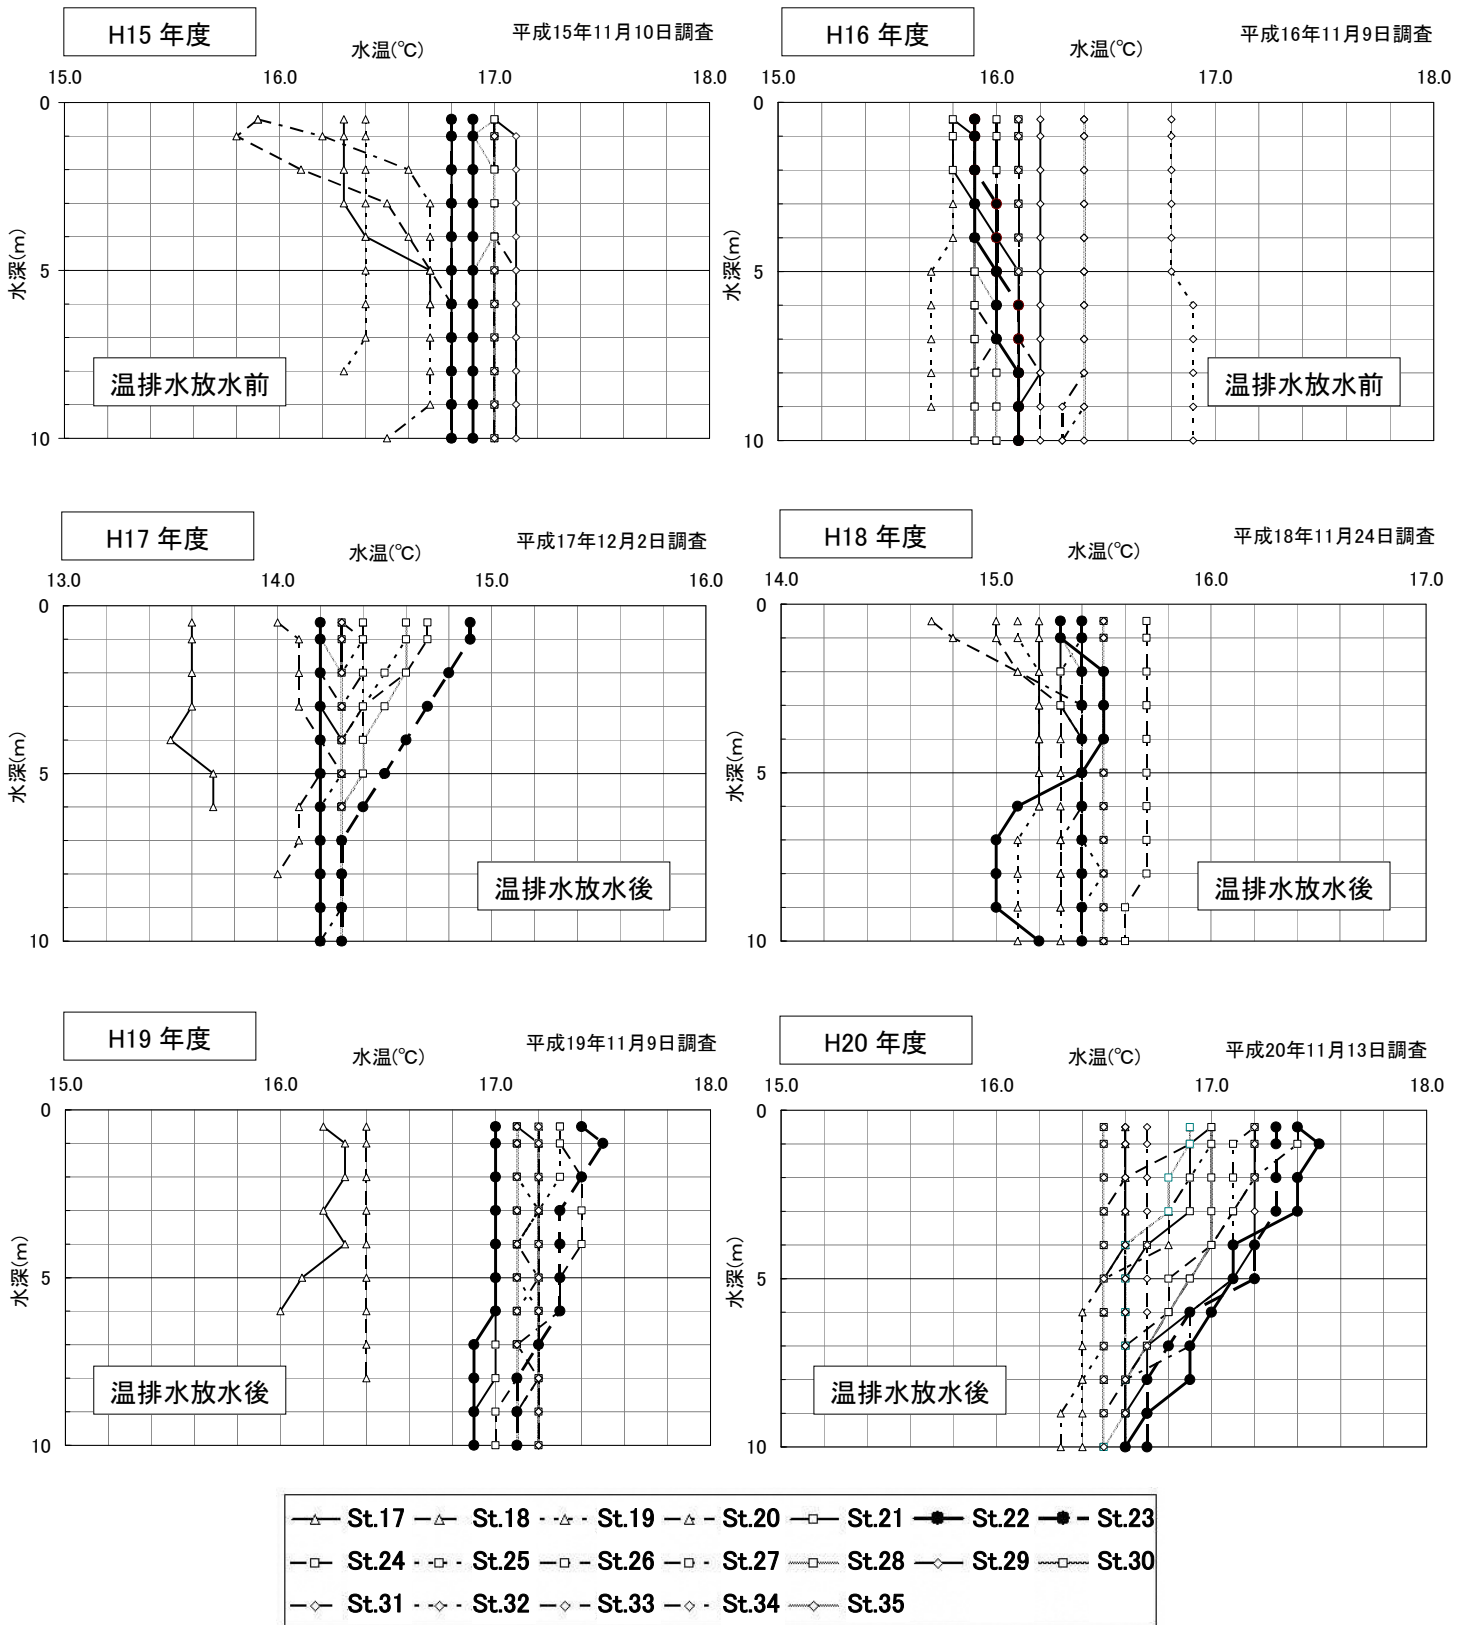 H15 年度
水温(℃)
平成15年11月10日調査
15.0 16.0 17.0 18.0
0
5
10
水深(m)
温排水放水前
H16 年度
水温(℃)
平成16年11月9日調査
15.0 16.0 17.0 18.0
0
5
10
水深(m)
温排水放水前
H17 年度
水温(℃)
平成17年12月2日調査
13.0 14.0 15.0 16.0
0
5
10
水深(m)
温排水放水後
H18 年度
水温(℃)
平成18年11月24日調査
14.0 15.0 16.0 17.0
0
5
10
水深(m)
温排水放水後
H19 年度
水温(℃)
平成19年11月9日調査
15.0 16.0 17.0 18.0
0
5
10
水深(m)
温排水放水後
H20 年度
水温(℃)
平成20年11月13日調査
15.0 16.0 17.0 18.0
0
5
10
水深(m)
温排水放水後
St.17 St.18 St.19 St.20 St.21 St.22 St.23
St.24 St.25 St.26 St.27 St.28 St.29 St.30
St.31 St.32 St.33 St.34 St.35